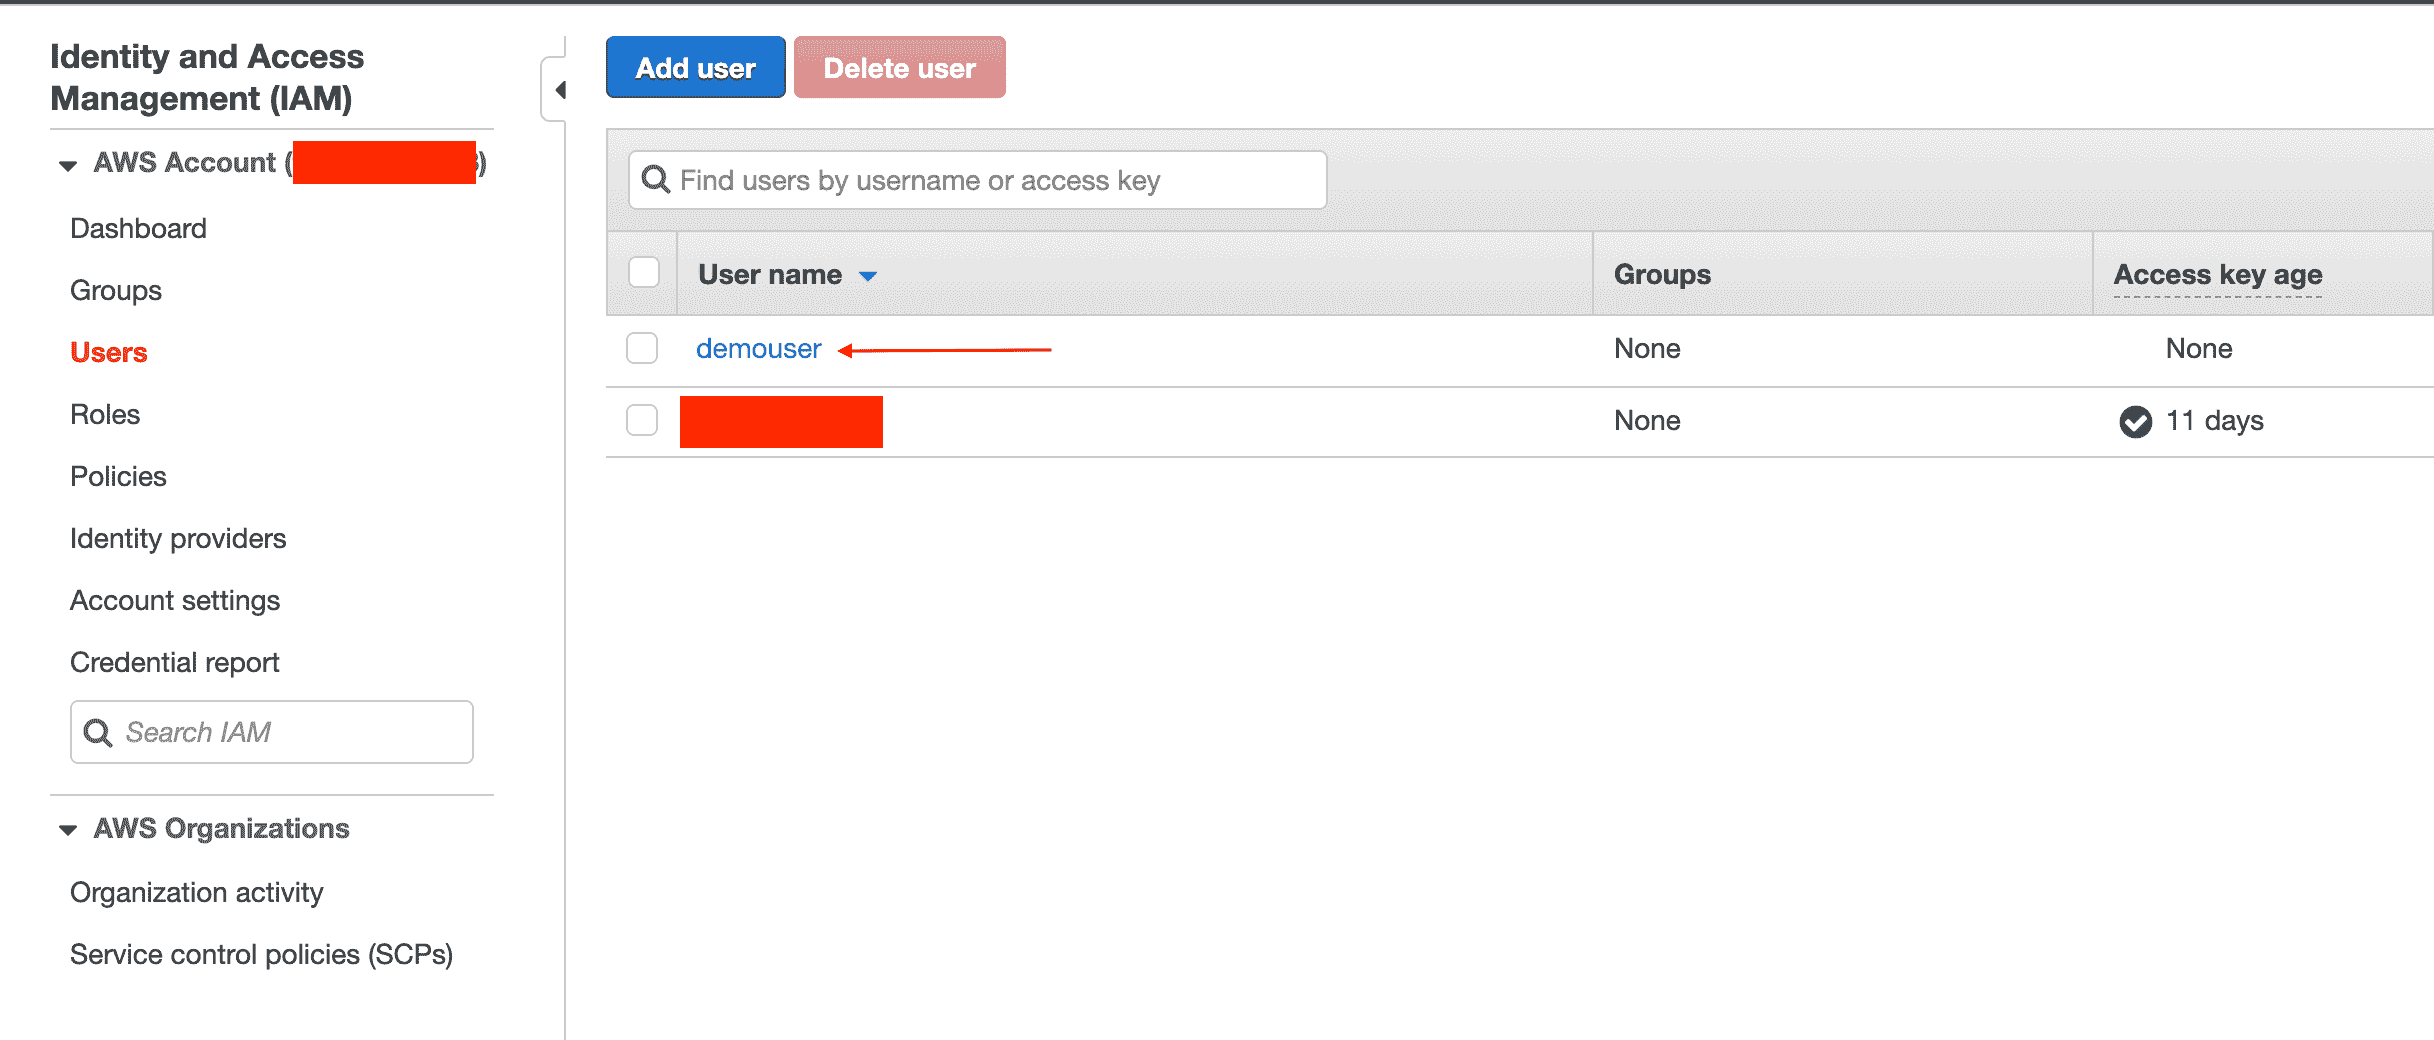 Identity and Access
Management (IAM)
AWS Account (
)
Dashboard
Groups
Users
Roles
Policies
Identity providers
Account settings
Credential report
Search IAM
AWS Organizations
Organization activity
Service control policies (SCPs)
Add user
Delete user
Find users by username or access key
User name
Groups
Access key age
demouser
None
None
None
11 days